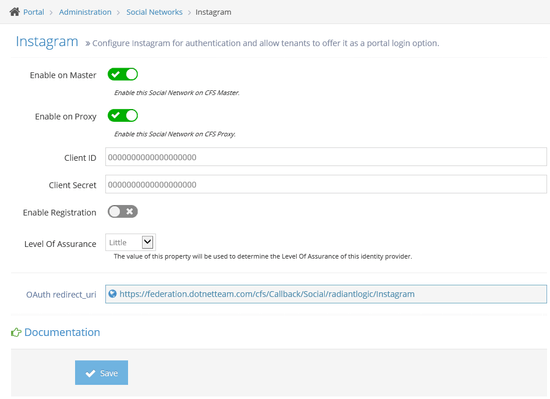 Portal > Administration > Social Networks > Instagram
Instagram » Configure Instagram for authentication and allow tenants to offer it as a portal login option.
Enable on Master
Enable this Social Network on CFS Master.
Enable on Proxy
Enable this Social Network on CFS Proxy.
Client ID 0000000000000000000
Client Secret 0000000000000000000
Enable Registration
Level Of Assurance Little
The value of this property will be used to determine the Level Of Assurance of this identity provider.
OAuth redirect_uri https://federation.dotnetteam.com/cfs/Callback/Social/radiantlogic/Instagram
Documentation
Save